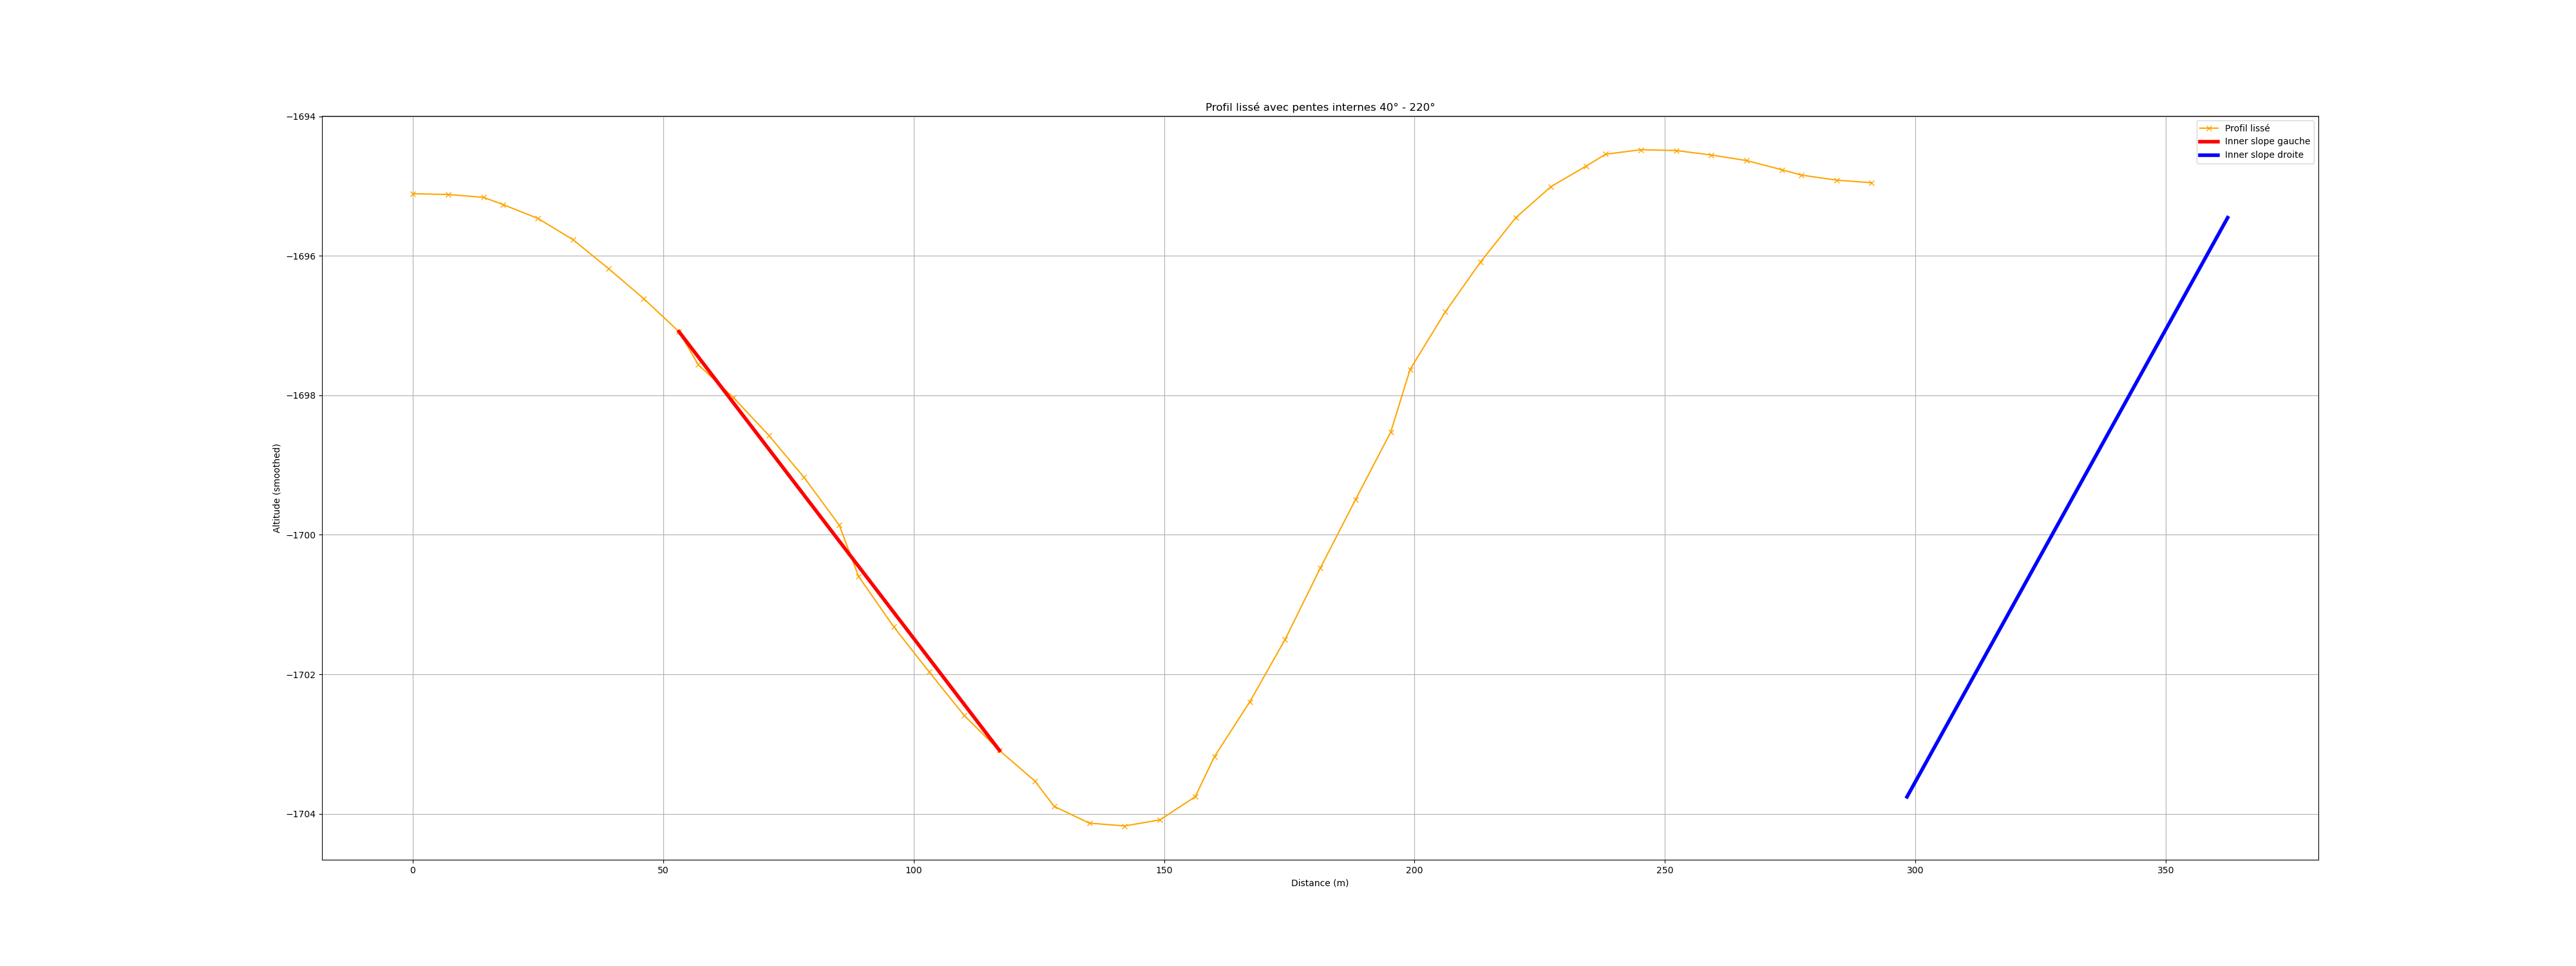 Profil lissé avec pentes internes 40° - 220°
−1694
−1696
−1698
−1700
−1702
−1704
Altitude (smoothed)
Profil lissé
Inner slope gauche
Inner slope droite
0 50 100 150 200 250 300 350
Distance (m)